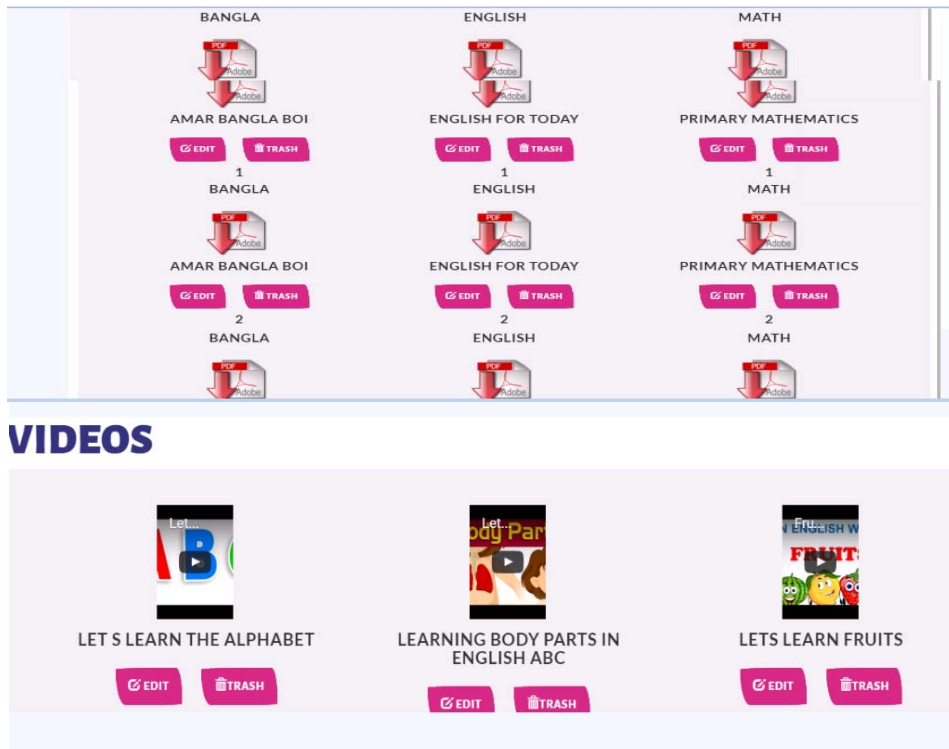 BANGLA ENGLISH MATH
PDF PDF PDF
Adobe Adobe Adobe
Adobe Adobe Adobe
AMAR BANGLA BOI ENGLISH FOR TODAY PRIMARY MATHEMATICS
EDIT TRASH EDIT TRASH EDIT TRASH
1 1 1
BANGLA ENGLISH MATH
PDF PDF PDF
Adobe Adobe Adobe
AMAR BANGLA BOI ENGLISH FOR TODAY PRIMARY MATHEMATICS
EDIT TRASH EDIT TRASH EDIT TRASH
2 2 2
BANGLA ENGLISH MATH
PDF PDF PDF
Adobe Adobe Adobe
VIDEOS
Let... Let... Fru...
A B C ody Par N ENGLISH W
FRUIT
LET S LEARN THE ALPHABET LEARNING BODY PARTS IN LETS LEARN FRUITS
ENGLISH ABC
EDIT TRASH EDIT TRASH EDIT TRASH